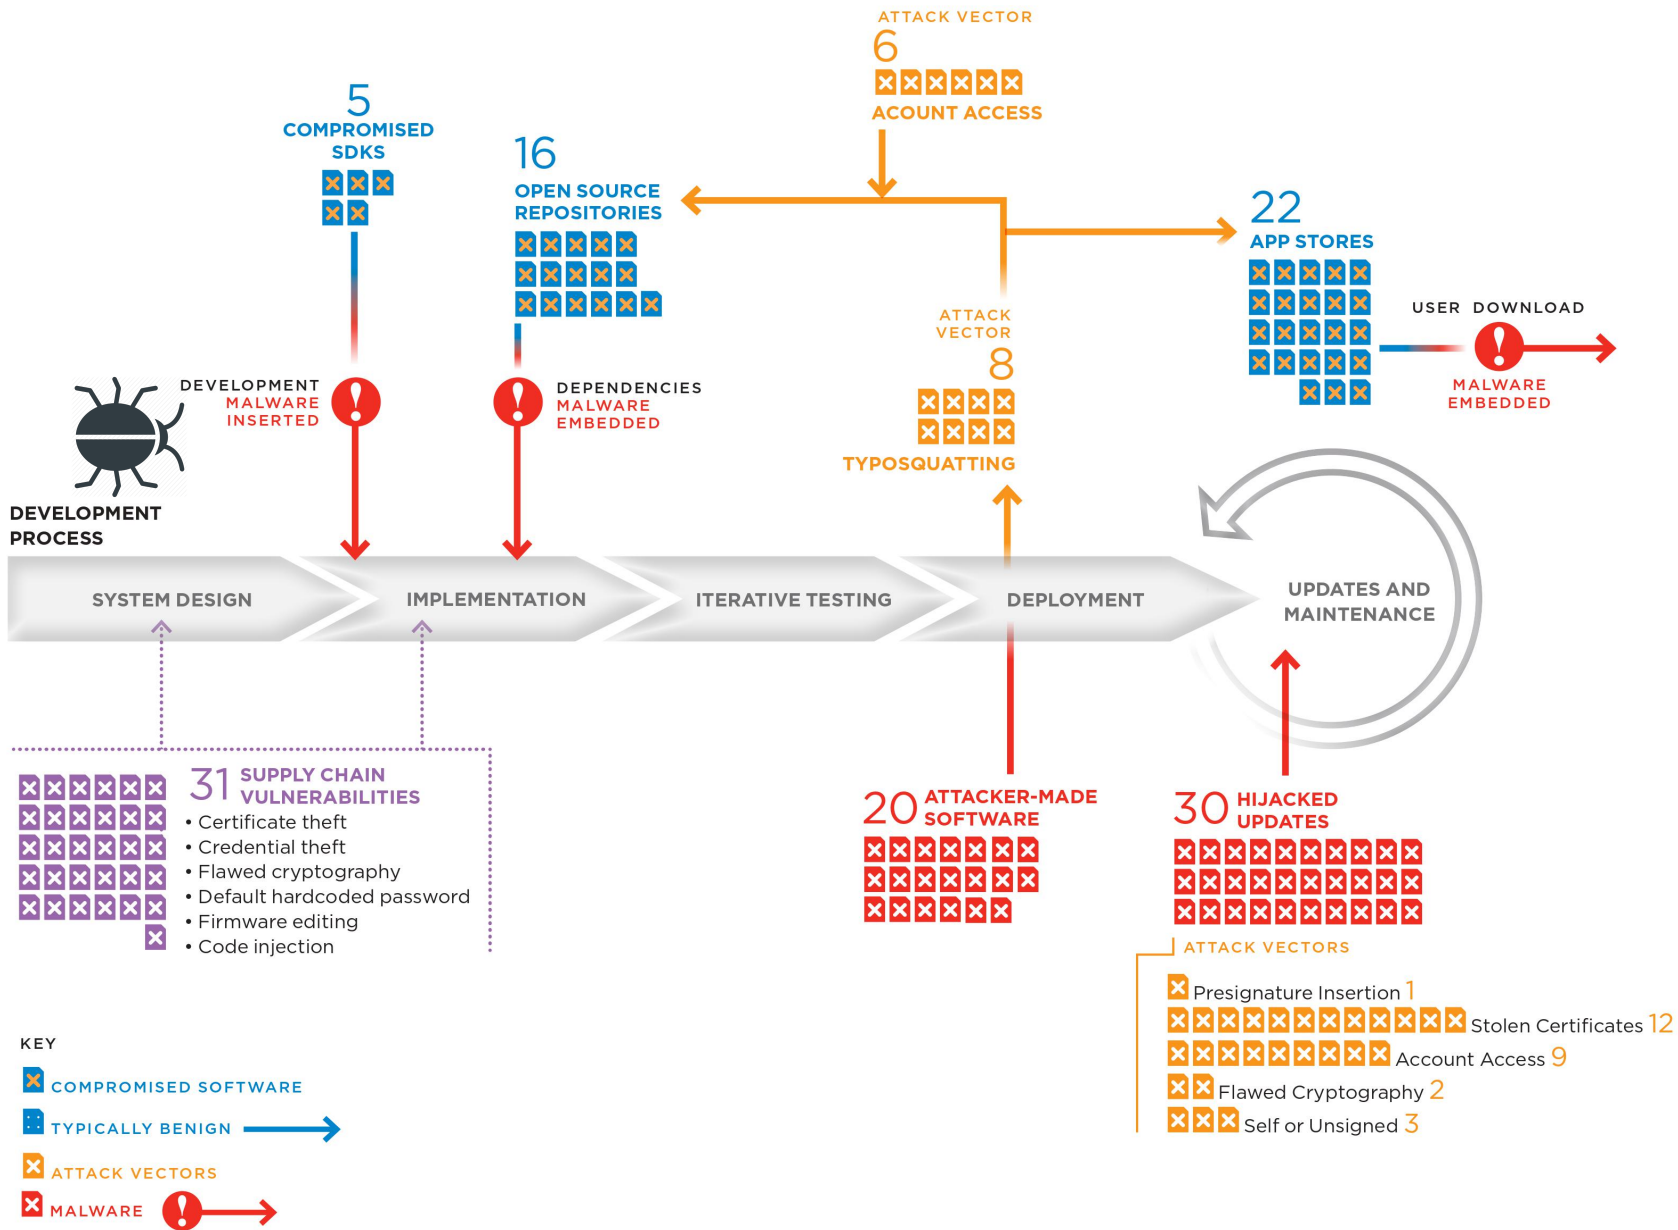 ATTACK VECTOR
6
ACOUNT ACCESS
5
COMPROMISED
SDKS
16
OPEN SOURCE
REPOSITORIES
22
APP STORES
USER DOWNLOAD
MALWARE
EMBEDDED
ATTACK
VECTOR
8
TYPOSQUATTING
DEVELOPMENT
MALWARE
INSERTED
DEPENDENCIES
MALWARE
EMBEDDED
DEVELOPMENT
PROCESS
SYSTEM DESIGN
IMPLEMENTATION
ITERATIVE TESTING
DEPLOYMENT
UPDATES AND
MAINTENANCE
31 SUPPLY CHAIN
VULNERABILITIES
• Certificate theft
• Credential theft
• Flawed cryptography
• Default hardcoded password
• Firmware editing
• Code injection
20 ATTACKER-MADE
SOFTWARE
30 HIJACKED
UPDATES
ATTACK VECTORS
Presignature Insertion 1
Stolen Certificates 12
Account Access 9
Flawed Cryptography 2
Self or Unsigned 3
KEY
COMPROMISED SOFTWARE
TYPICALLY BENIGN
ATTACK VECTORS
MALWARE